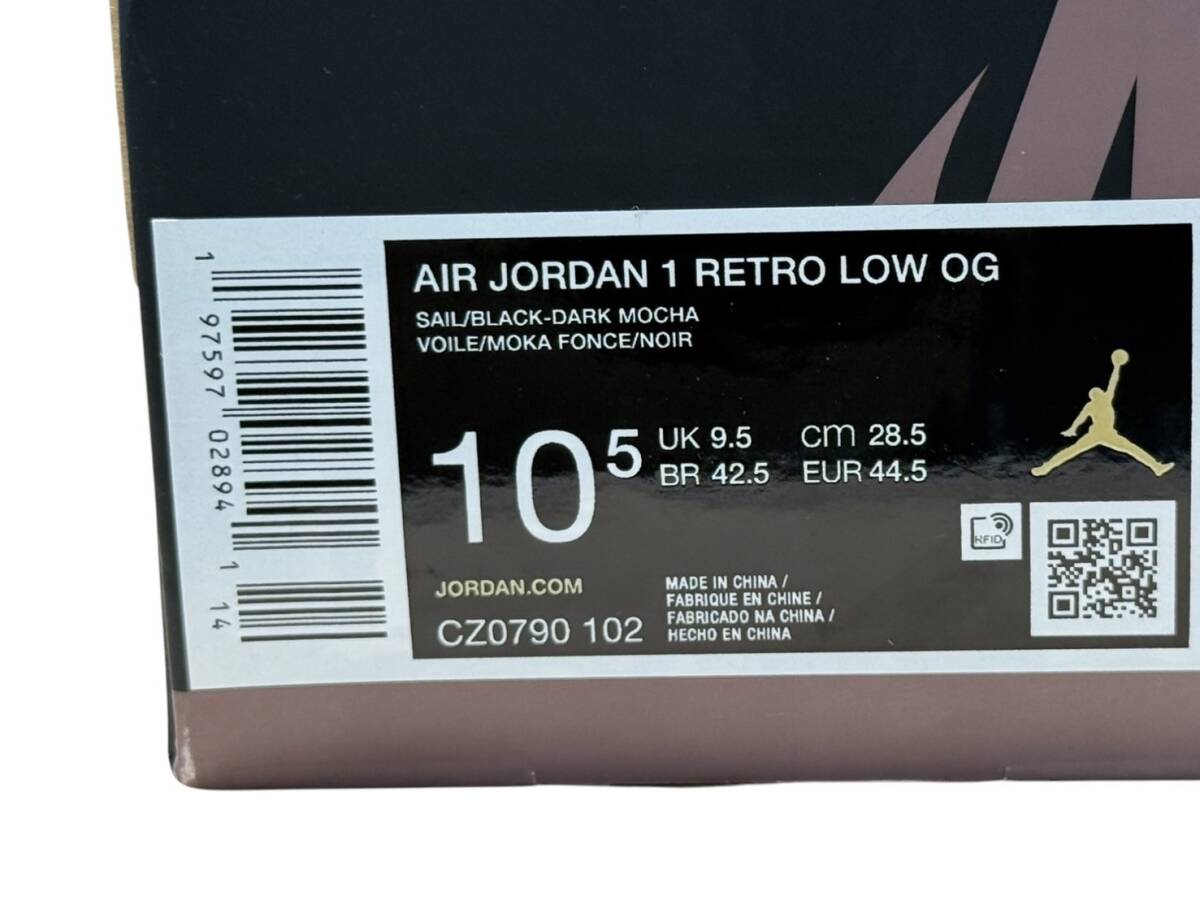 AIR JORDAN 1 RETRO LOW OG
SAIL/BLACK-DARK MOCHA
VOILE/MOKA FONCE/NOIR
10 5
UK 9.5 cm 28.5
BR 42.5 EUR 44.5
RFID
JORDAN.COM
CZ0790 102
MADE IN CHINA /
FABRIQUE EN CHINE /
FABRICADO NA CHINA /
HECHO EN CHINA
1 97597 02894 1 14